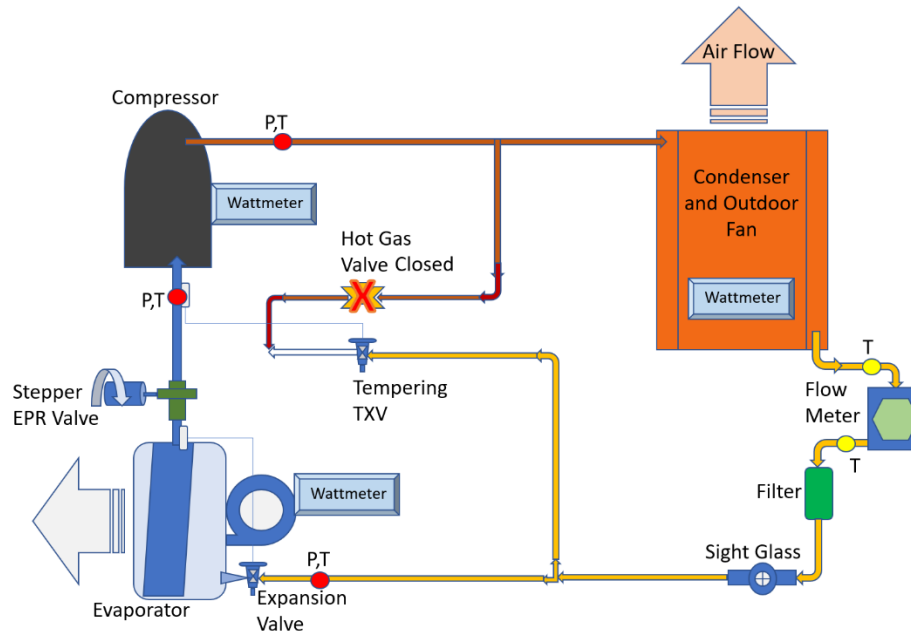 Air Flow
Compressor
P,T
Condenser
and Outdoor
Fan
Wattmeter
Hot Gas
Valve Closed
P,T
Wattmeter
T
Stepper
EPR Valve
Tempering
TXV
Flow
Meter
T
Wattmeter
Filter
Sight Glass
P,T
Evaporator
Expansion
Valve